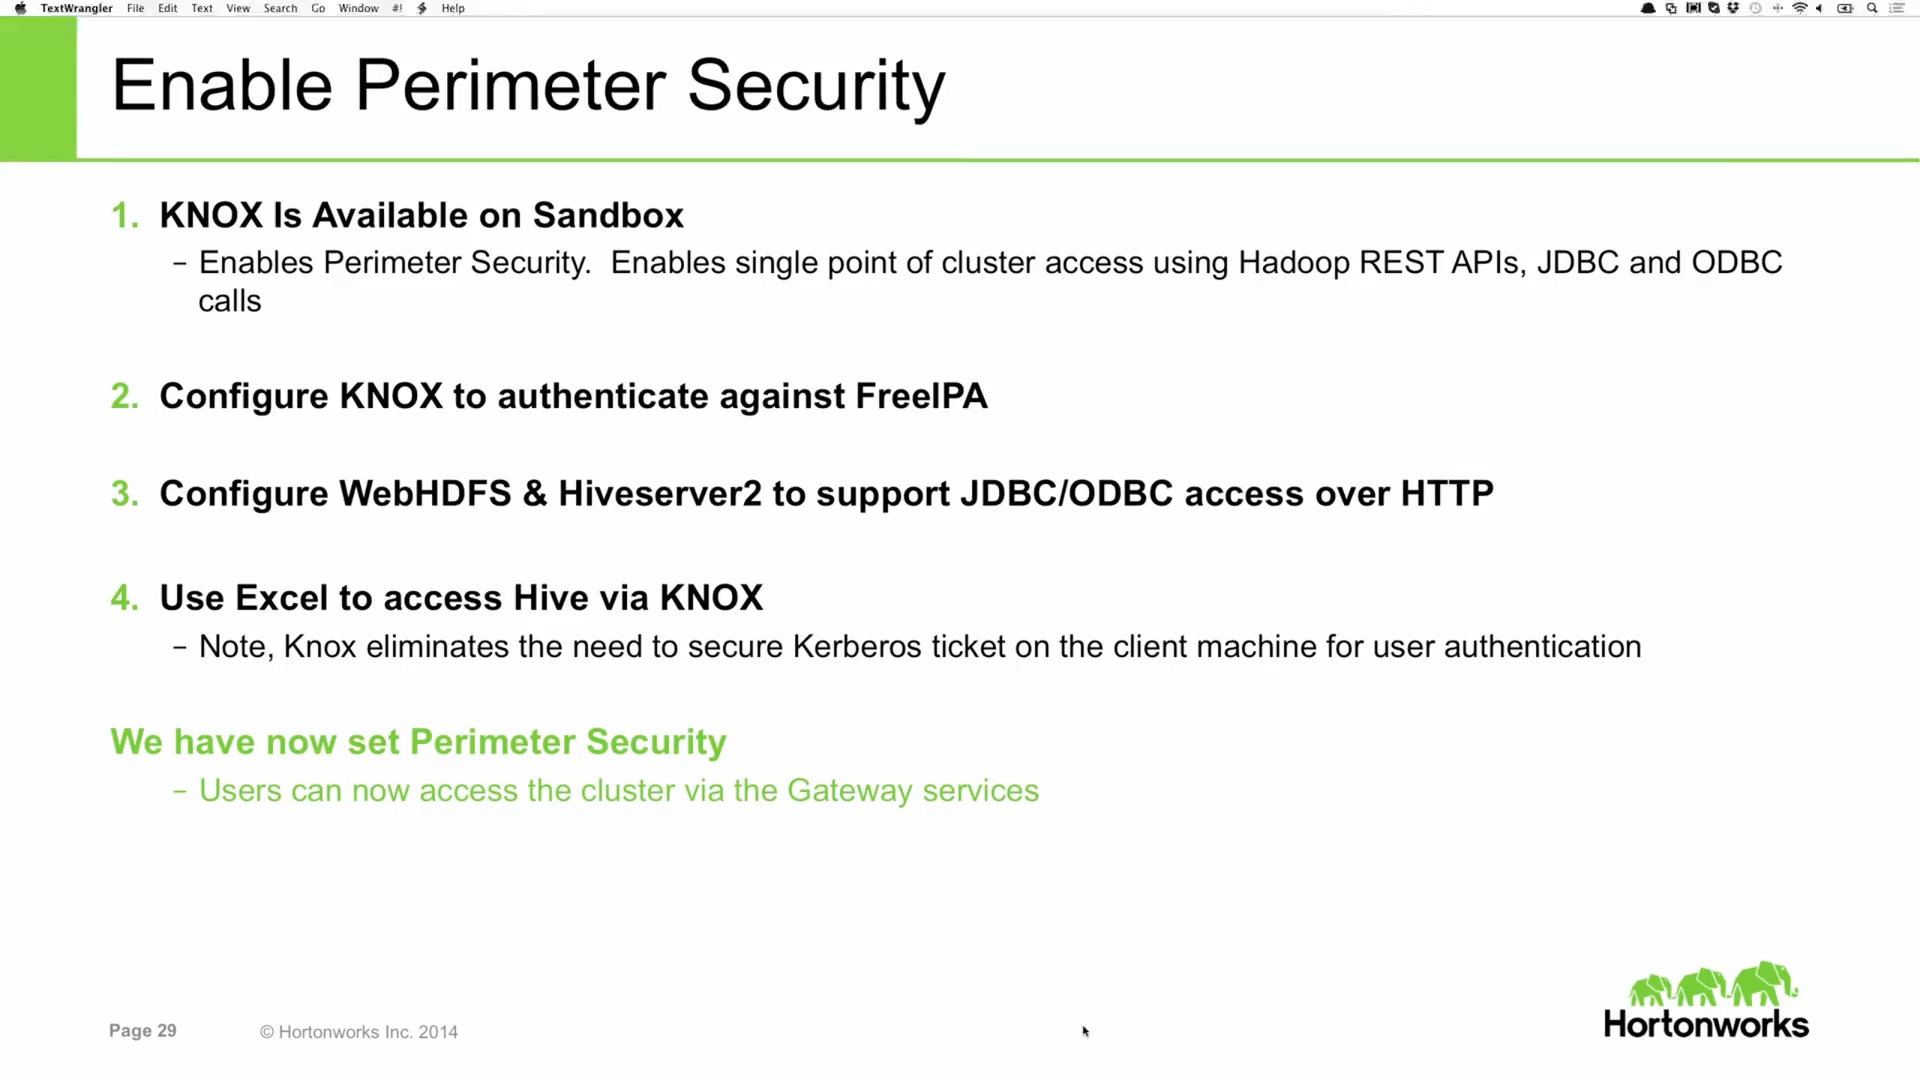 TextWrangler File Edit Text View Search Go Window #! Help
Enable Perimeter Security
1. KNOX Is Available on Sandbox
– Enables Perimeter Security.  Enables single point of cluster access using Hadoop REST APIs, JDBC and ODBC
calls
2. Configure KNOX to authenticate against FreeIPA
3. Configure WebHDFS & Hiveserver2 to support JDBC/ODBC access over HTTP
4. Use Excel to access Hive via KNOX
– Note, Knox eliminates the need to secure Kerberos ticket on the client machine for user authentication
We have now set Perimeter Security
– Users can now access the cluster via the Gateway services
Page 29 © Hortonworks Inc. 2014
Hortonworks